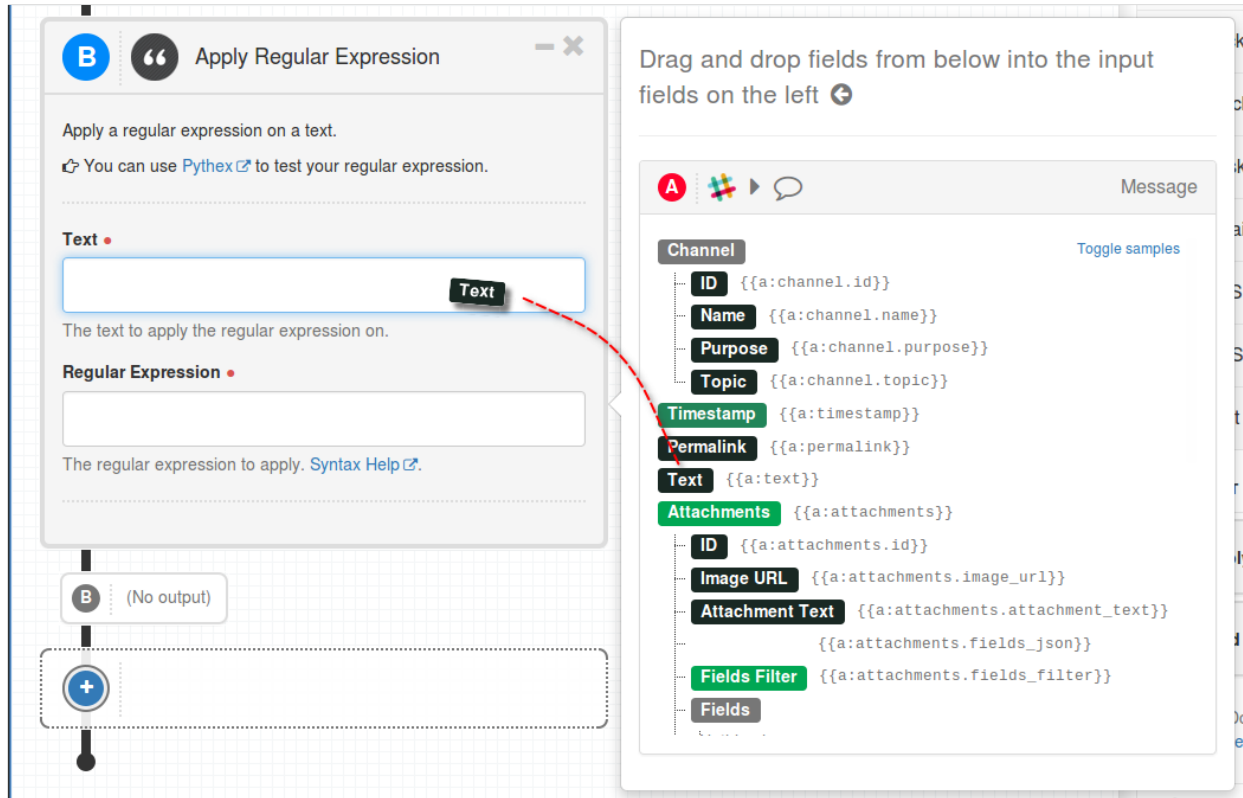 B
Apply Regular Expression
Apply a regular expression on a text.
You can use Pythex to test your regular expression.
Text
Text
The text to apply the regular expression on.
Regular Expression
The regular expression to apply. Syntax Help.
B (No output)
Drag and drop fields from below into the input
fields on the left
A Message
Channel Toggle samples
ID {{a:channel.id}}
Name {{a:channel.name}}
Purpose {{a:channel.purpose}}
Topic {{a:channel.topic}}
Timestamp {{a:timestamp}}
Permalink {{a:permalink}}
Text {{a:text}}
Attachments {{a:attachments}}
ID {{a:attachments.id}}
Image URL {{a:attachments.image_url}}
Attachment Text {{a:attachments.attachment_text}}
{{a:attachments.fields_json}}
Fields Filter {{a:attachments.fields_filter}}
Fields